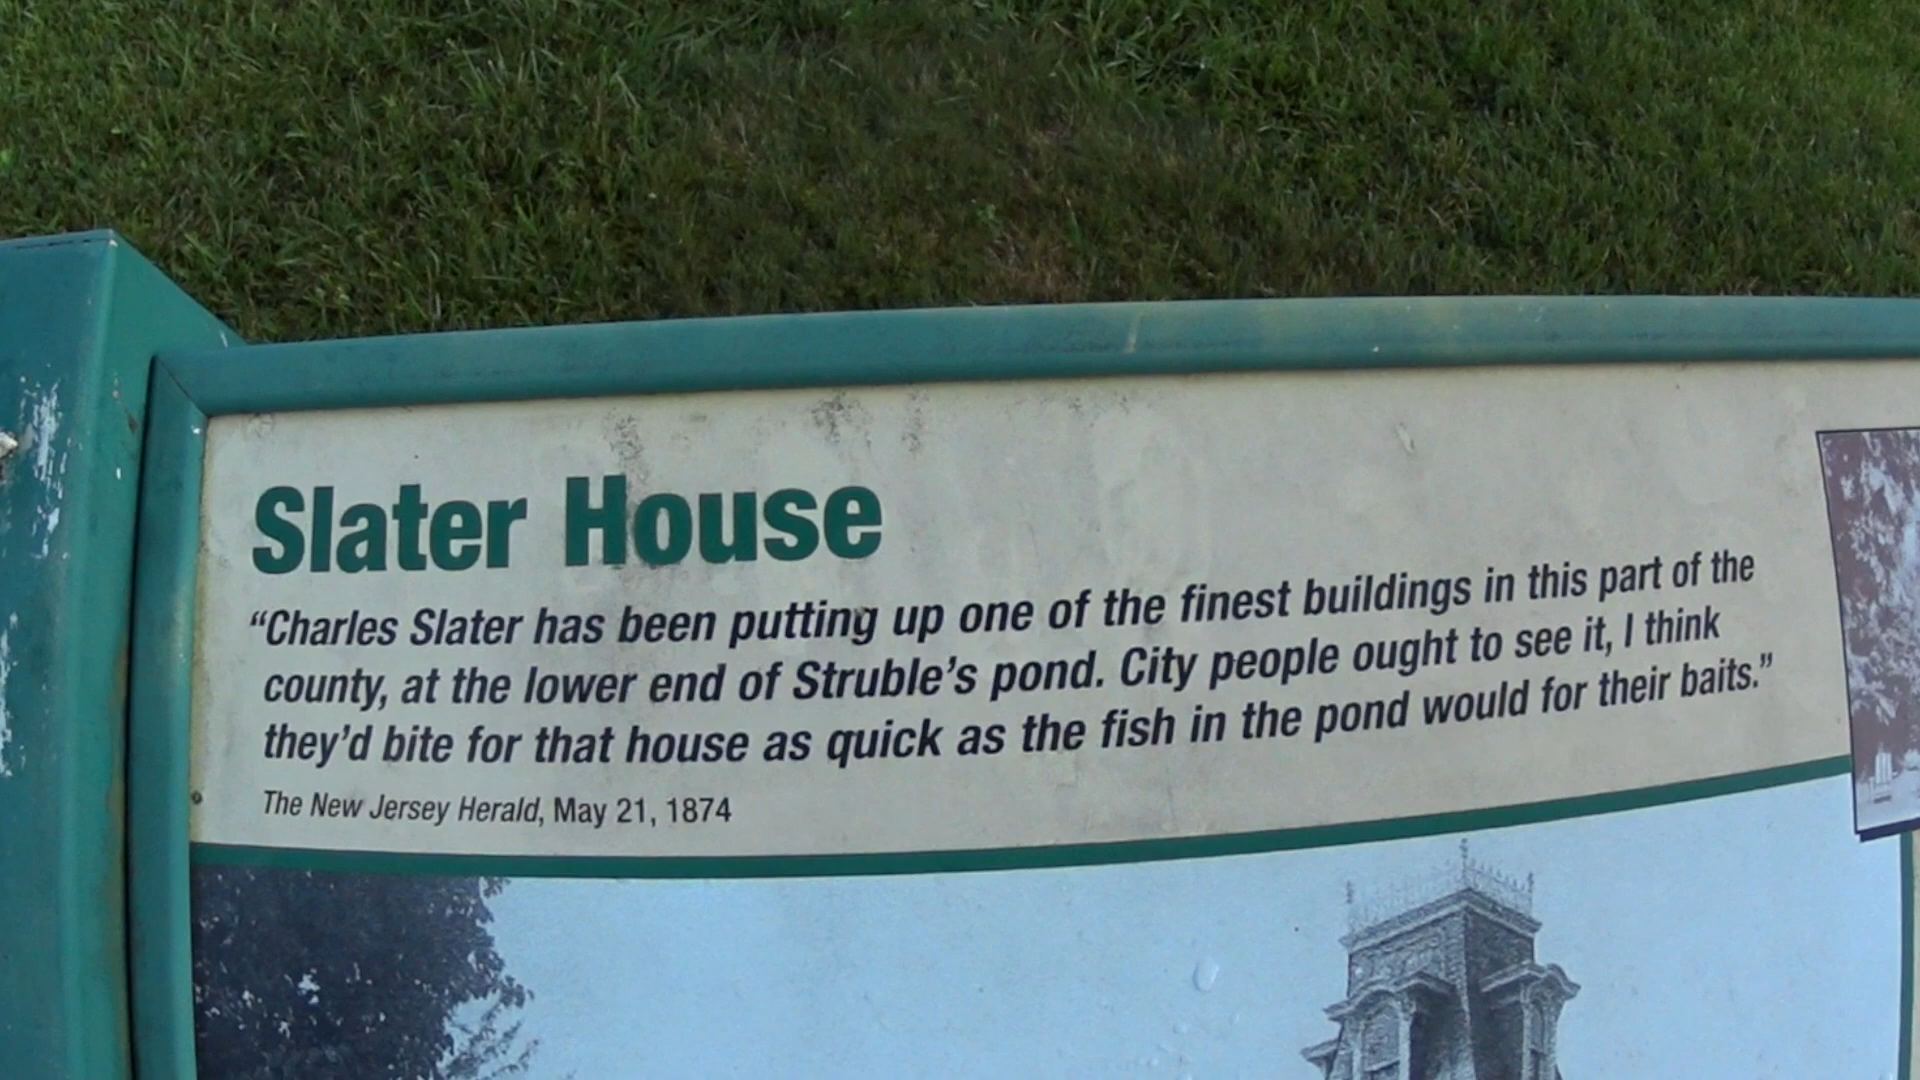 Slater House
“Charles Slater has been putting up one of the finest buildings in this part of the
county, at the lower end of Struble’s pond. City people ought to see it, I think
they’d bite for that house as quick as the fish in the pond would for their baits.”
The New Jersey Herald, May 21, 1874